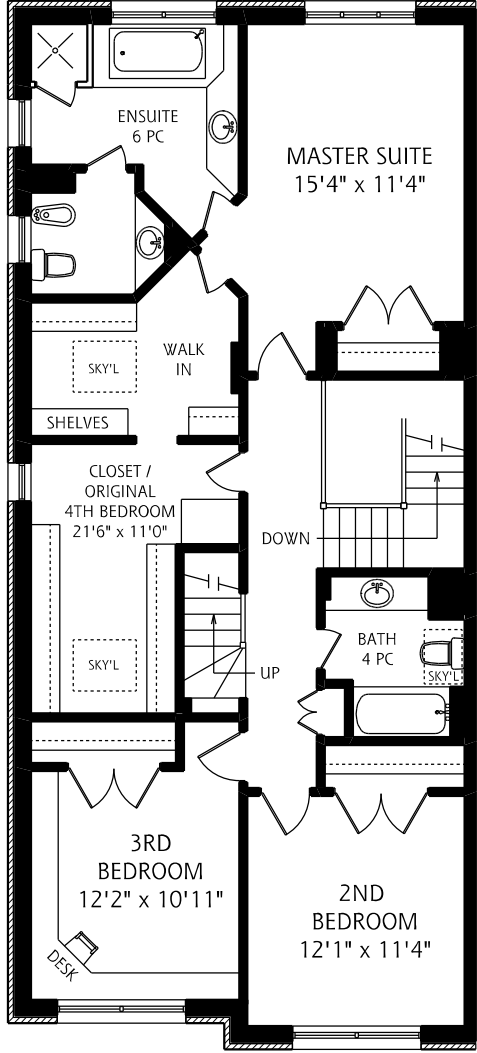 ENSUITE
6 PC
MASTER SUITE
15'4" x 11'4"
WALK
IN
SKY'L
SHELVES
CLOSET /
ORIGINAL
4TH BEDROOM
21'6" x 11'0"
DOWN
BATH
4 PC
SKY'L
SKY'L
UP
3RD
BEDROOM
12'2" x 10'11"
2ND
BEDROOM
12'1" x 11'4"
DESK